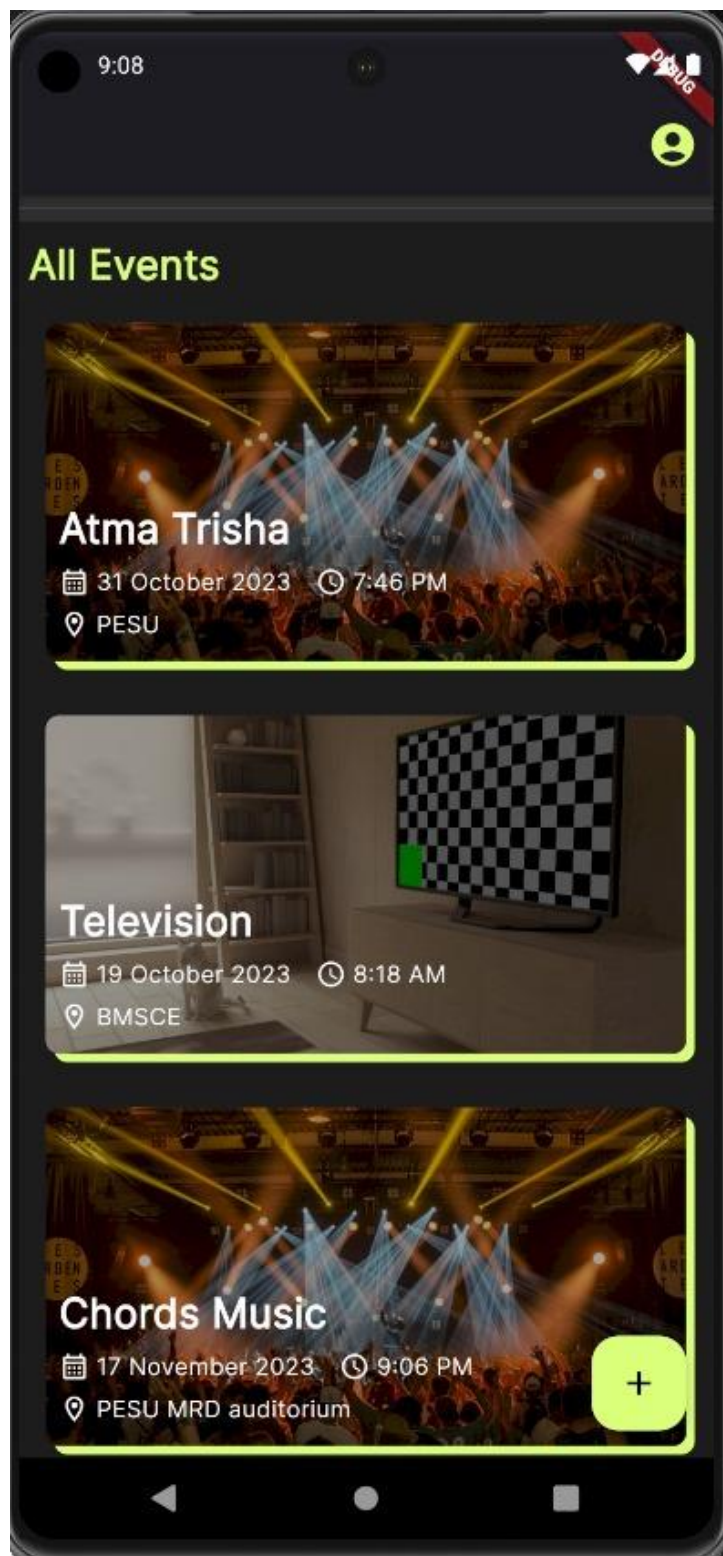 9:08
DEBUG
All Events
Atma Trisha
31 October 2023 7:46 PM
PESU
Television
19 October 2023 8:18 AM
BMSCE
Chords Music
17 November 2023 9:06 PM
PESU MRD auditorium
+